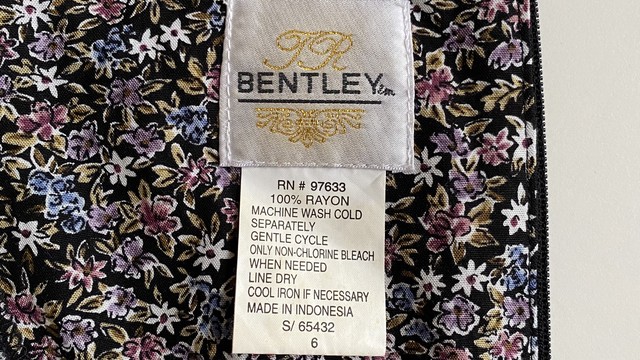 JR
BENTLEY tm
RN # 97633
100% RAYON
MACHINE WASH COLD
SEPARATELY
GENTLE CYCLE
ONLY NON-CHLORINE BLEACH
WHEN NEEDED
LINE DRY
COOL IRON IF NECESSARY
MADE IN INDONESIA
S/ 65432
6